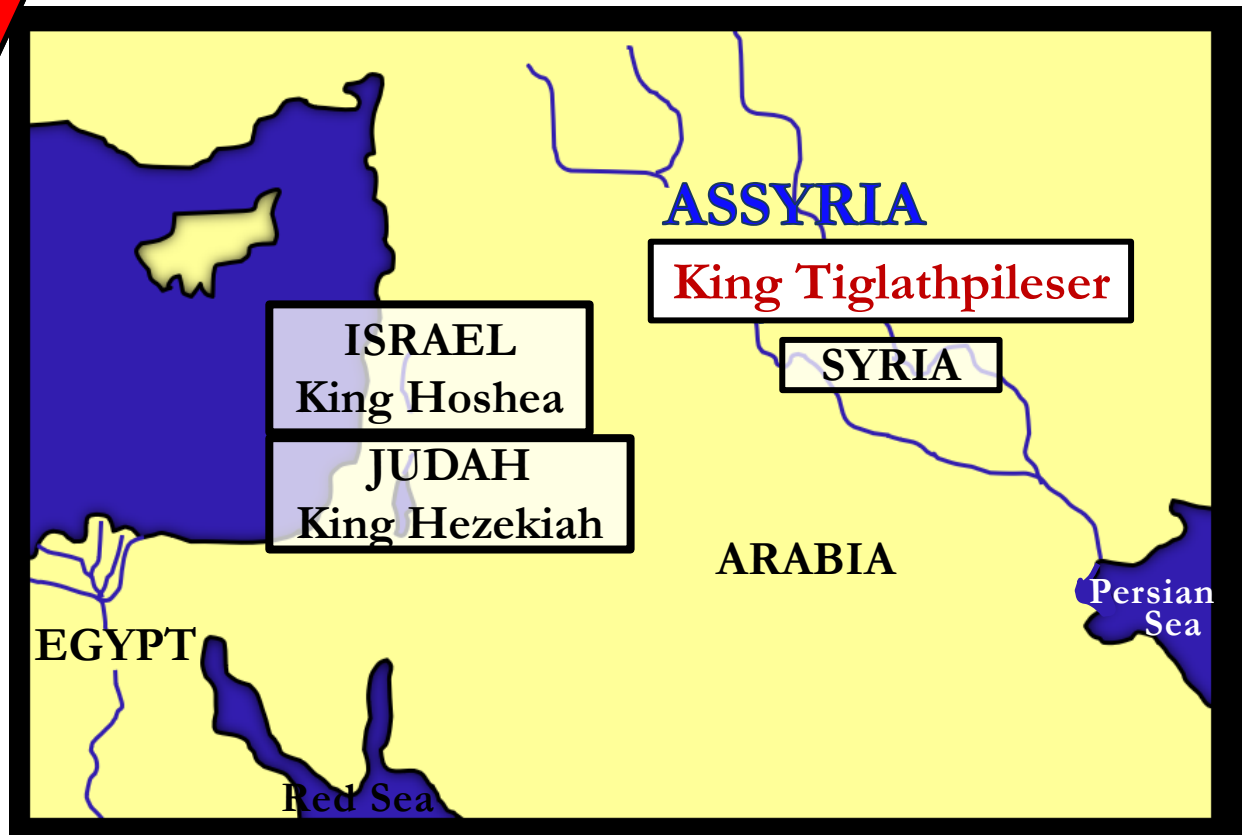 ASSYRIA
King Tiglathpileser
ISRAEL
King Hoshea
SYRIA
JUDAH
King Hezekiah
ARABIA
Persian
Sea
EGYPT
Red Sea